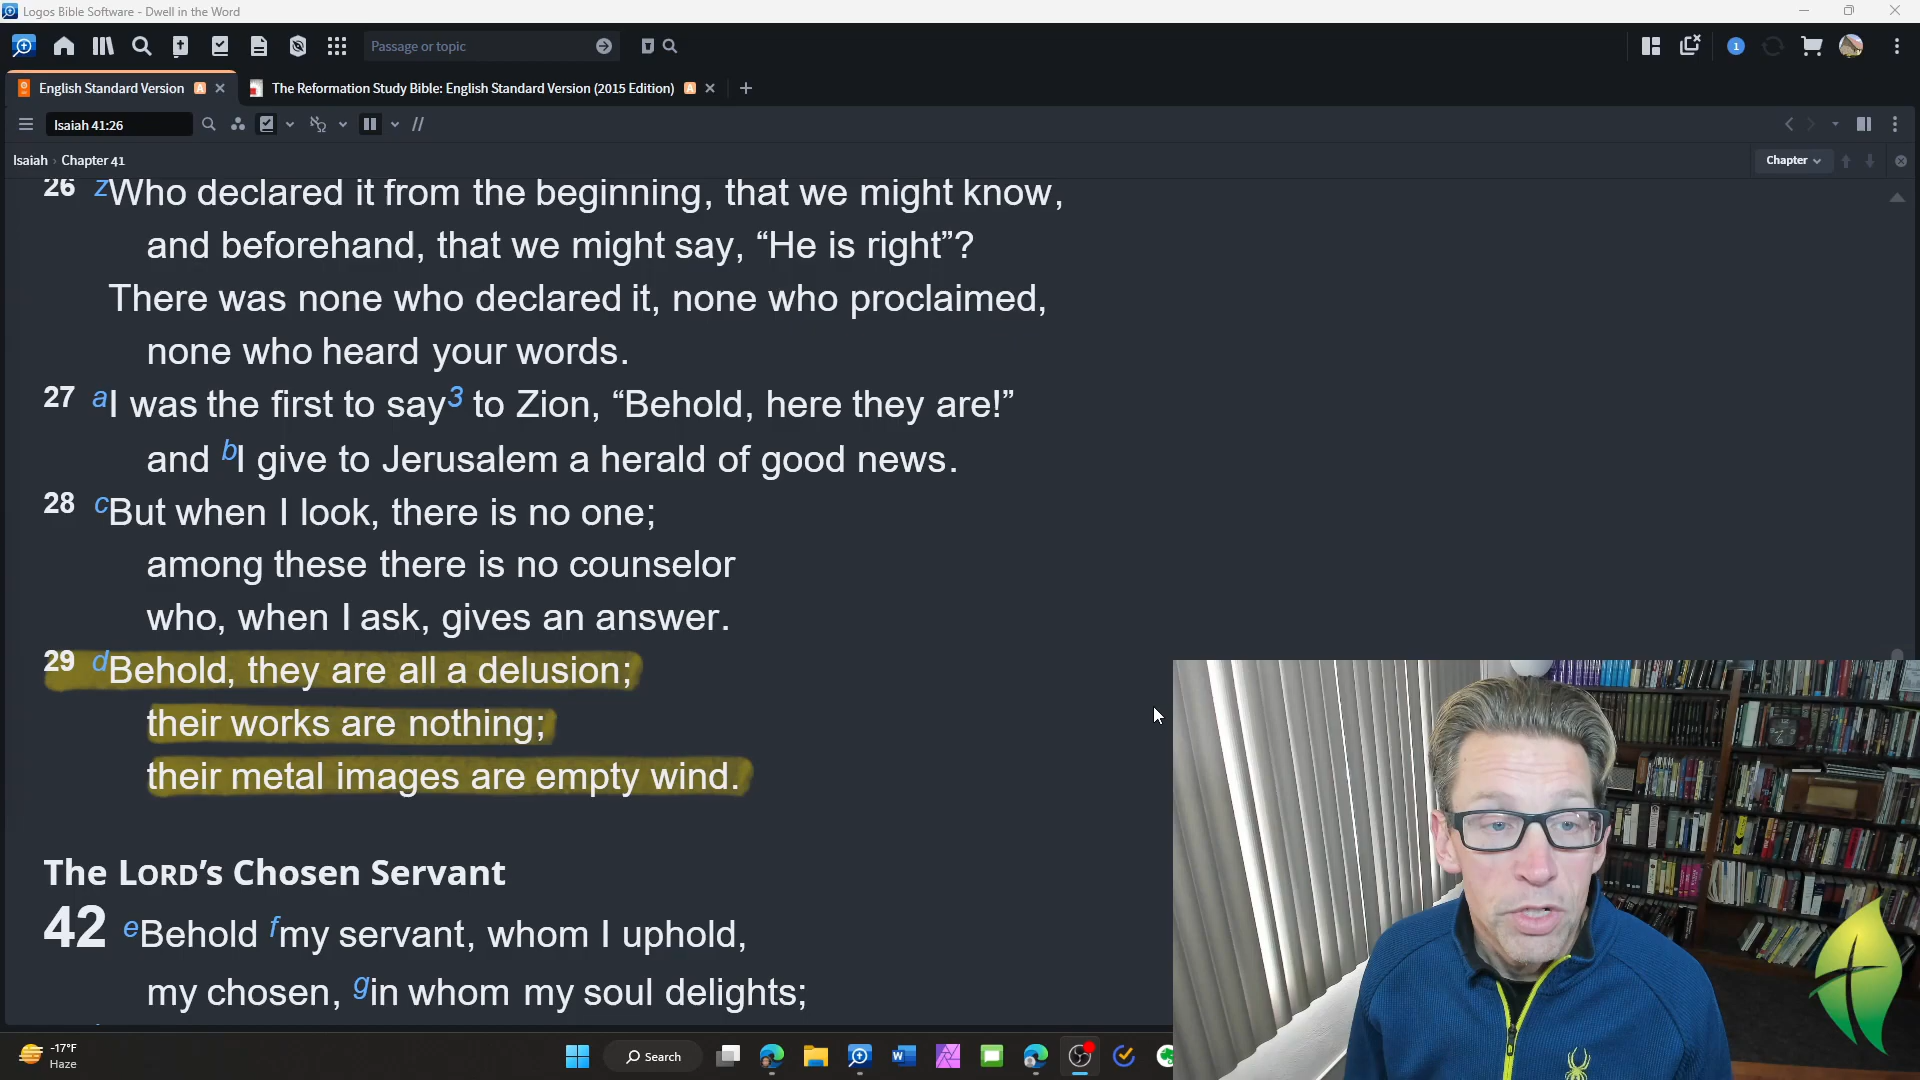 Logos Bible Software - Dwell in the Word
Passage or topic
1
English Standard Version A
The Reformation Study Bible: English Standard Version (2015 Edition) A
Isaiah 41:26
Isaiah › Chapter 41
Chapter
26 zWho declared it from the beginning, that we might know,
and beforehand, that we might say, “He is right”?
There was none who declared it, none who proclaimed,
none who heard your words.
27 aI was the first to say3 to Zion, “Behold, here they are!”
and bI give to Jerusalem a herald of good news.
28 cBut when I look, there is no one;
among these there is no counselor
who, when I ask, gives an answer.
29 dBehold, they are all a delusion;
their works are nothing;
their metal images are empty wind.
The LORD’s Chosen Servant
42 eBehold fmy servant, whom I uphold,
my chosen, gin whom my soul delights;
-17°F
Haze
Search